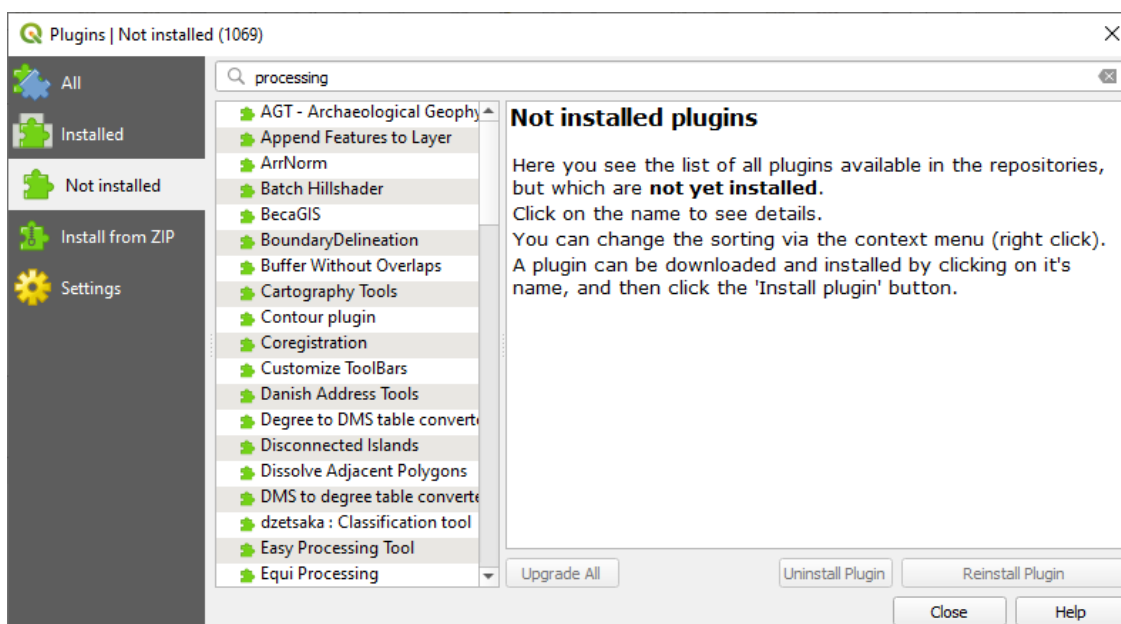 Plugins | Not installed (1069)
All
Installed
Not installed
Install from ZIP
Settings
processing
AGT - Archaeological Geophy
Append Features to Layer
ArrNorm
Batch Hillshader
BecaGIS
BoundaryDelineation
Buffer Without Overlaps
Cartography Tools
Contour plugin
Coregistration
Customize ToolBars
Danish Address Tools
Degree to DMS table converte
Disconnected Islands
Dissolve Adjacent Polygons
DMS to degree table converte
dzetsaka : Classification tool
Easy Processing Tool
Equi Processing
Not installed plugins
Here you see the list of all plugins available in the repositories,
but which are not yet installed.
Click on the name to see details.
You can change the sorting via the context menu (right click).
A plugin can be downloaded and installed by clicking on it's
name, and then click the 'Install plugin' button.
Upgrade All
Uninstall Plugin
Reinstall Plugin
Close
Help